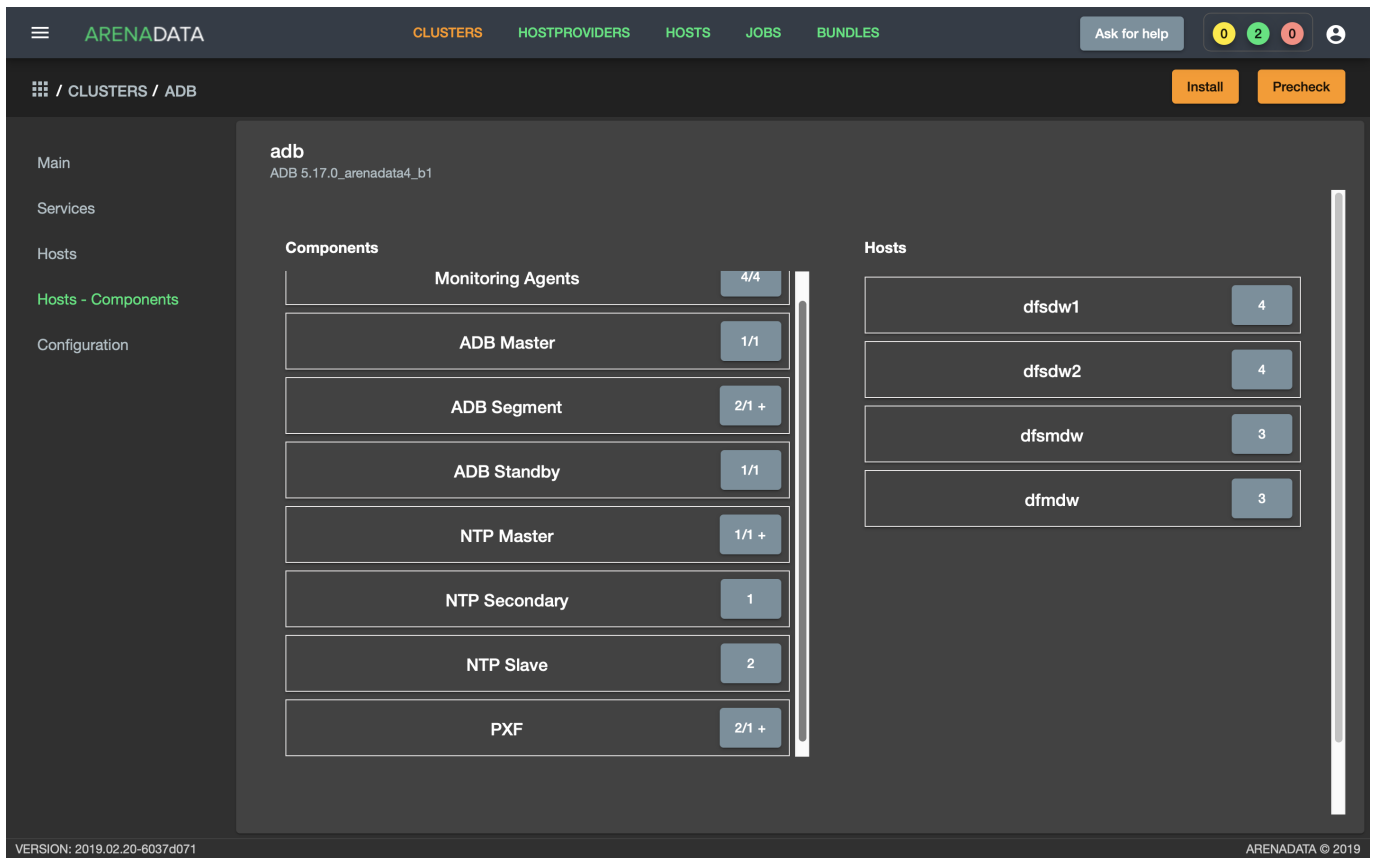 ARENADATA
CLUSTERS HOSTPROVIDERS HOSTS JOBS BUNDLES
Ask for help
0 2 0
/ CLUSTERS / ADB
Install Precheck
Main
Services
Hosts
Hosts - Components
Configuration
adb
ADB 5.17.0_arenadata4_b1
Components
Monitoring Agents 4/4
ADB Master 1/1
ADB Segment 2/1 +
ADB Standby 1/1
NTP Master 1/1 +
NTP Secondary 1
NTP Slave 2
PXF 2/1 +
Hosts
dfsdw1 4
dfsdw2 4
dfsmdw 3
dfmdw 3
VERSION: 2019.02.20-6037d071
ARENADATA © 2019